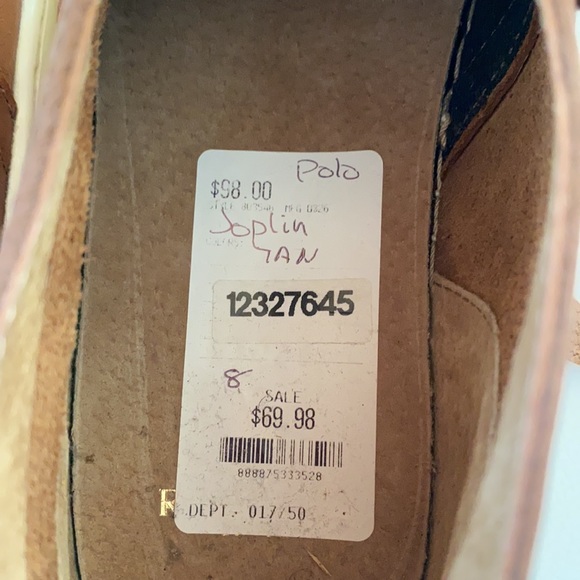 Polo
$98.00
Joplin
TAN
12327645
8
SALE
$69.98
888875333528
R
DEPT. 017/50